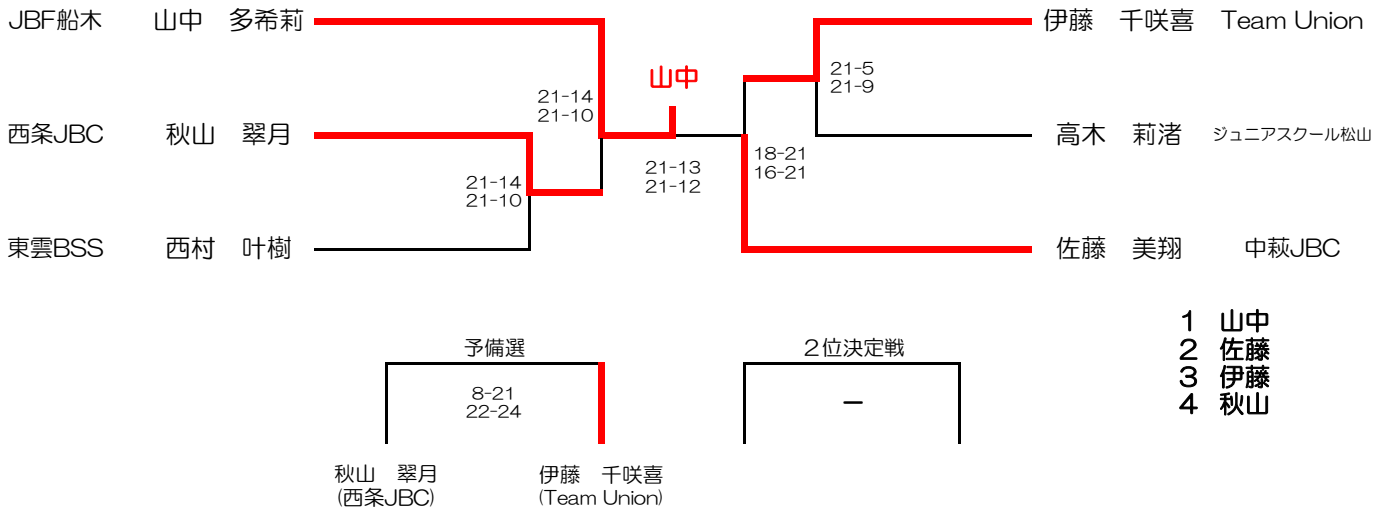 JBF船木 山中 多希莉
伊藤 千咲喜 Team Union
山中
21-5
21-9
21-14
21-10
西条JBC 秋山 翠月
高木 莉渚 ジュニアスクール松山
18-21
16-21
21-13
21-12
21-14
21-10
東雲BSS 西村 叶樹
佐藤 美翔 中萩JBC
1 山中
2 佐藤
3 伊藤
4 秋山
予備選
2位決定戦
8-21
22-24
–
秋山 翠月
(西条JBC)
伊藤 千咲喜
(Team Union)